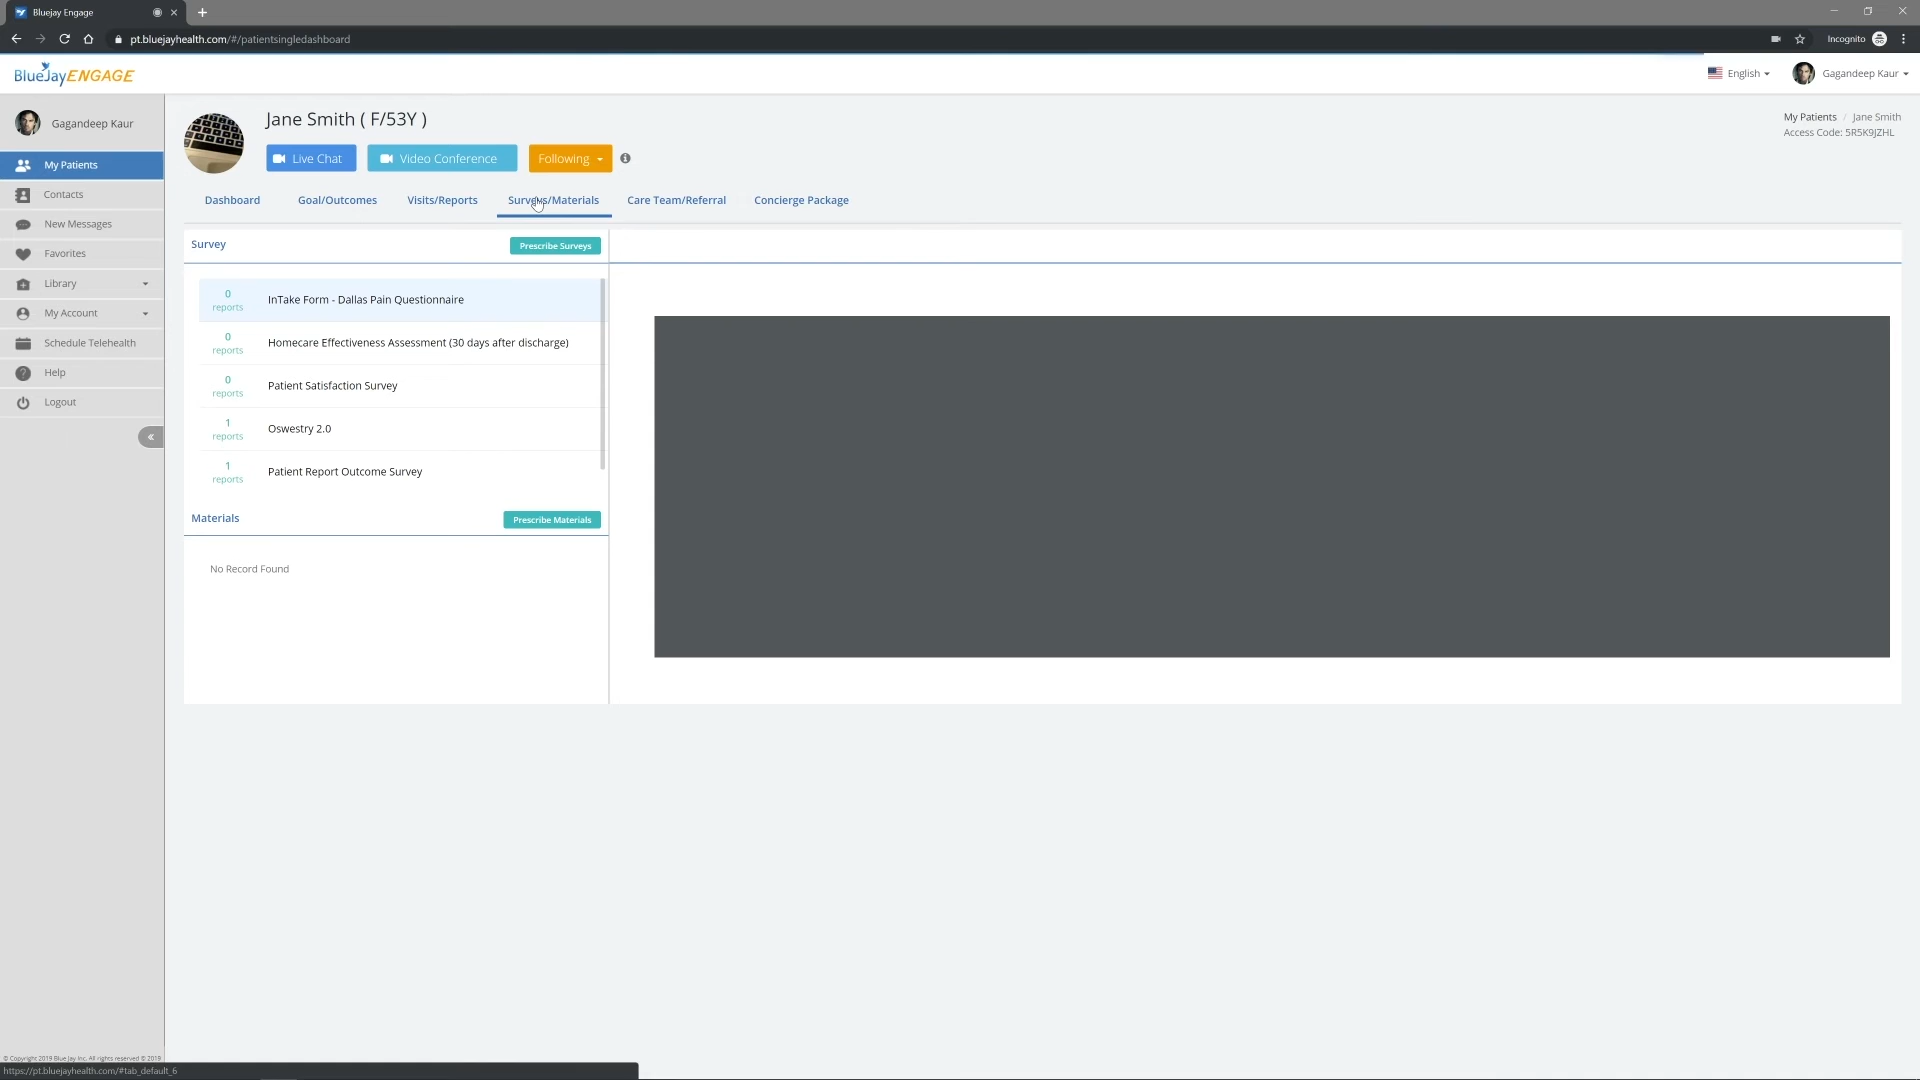 Bluejay Engage
pt.bluejayhealth.com/#/patientsingledashboard
Incognito
BlueJayENGAGE
English
Gagandeep Kaur
Gagandeep Kaur
My Patients
Contacts
New Messages
Favorites
Library
My Account
Schedule Telehealth
Help
Logout
Jane Smith ( F/53Y )
Live Chat
Video Conference
Following
My Patients / Jane Smith
Access Code: 5R5K9JZHL
Dashboard
Goal/Outcomes
Visits/Reports
Surveys/Materials
Care Team/Referral
Concierge Package
Survey
Prescribe Surveys
0 reports
InTake Form - Dallas Pain Questionnaire
0 reports
Homecare Effectiveness Assessment (30 days after discharge)
0 reports
Patient Satisfaction Survey
1 reports
Oswestry 2.0
1 reports
Patient Report Outcome Survey
Materials
Prescribe Materials
No Record Found
© Copyright 2019 Blue Jay Inc. All rights reserved © 2019
https://pt.bluejayhealth.com/#tab_default_6